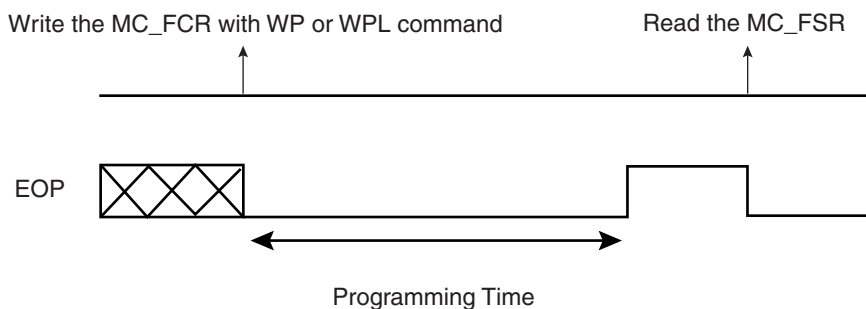 Write the MC_FCR with WP or WPL command
Read the MC_FSR
EOP
Programming Time